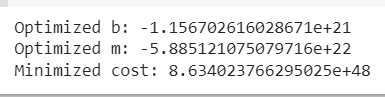 Optimized b: -1.156702616028671e+21
Optimized m: -5.885121075079716e+22
Minimized cost: 8.634023766295025e+48